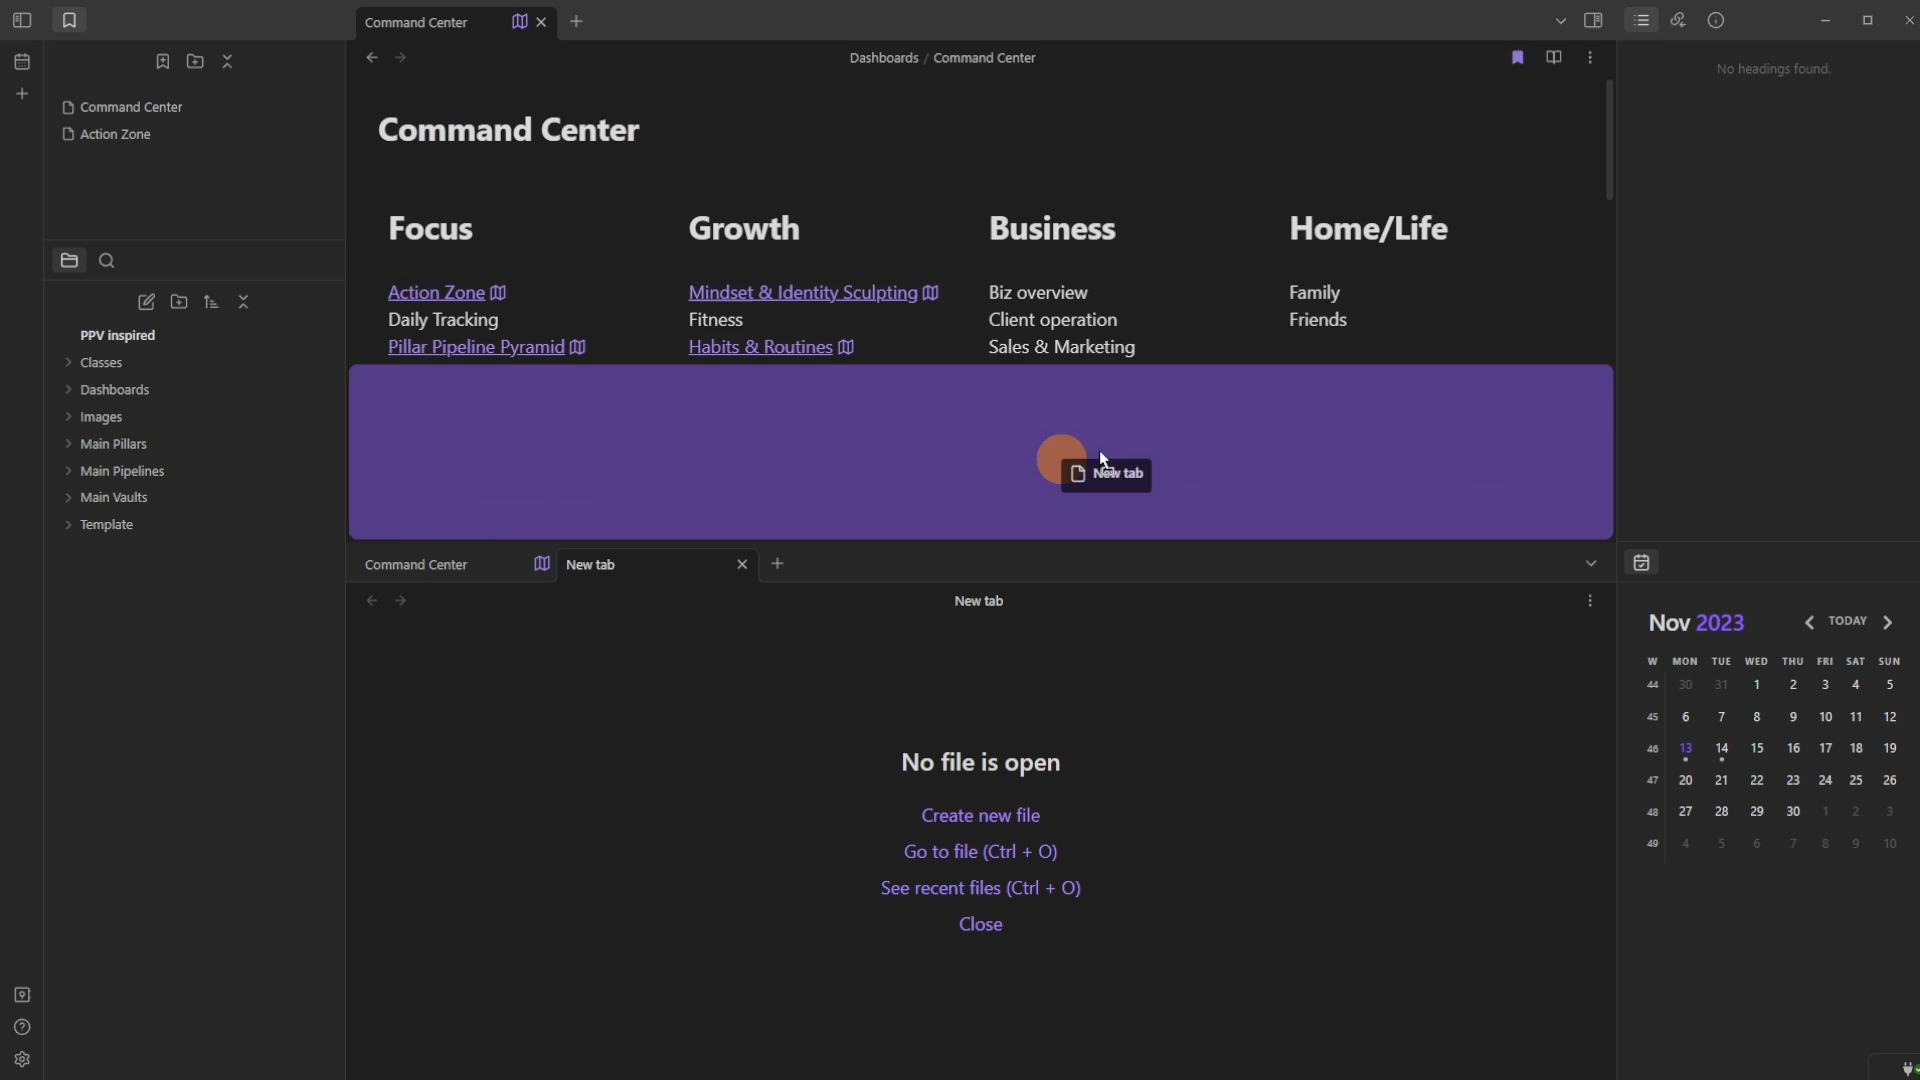 Command Center
Dashboards / Command Center
No headings found.
Command Center
Action Zone
Command Center
Focus
Growth
Business
Home/Life
Action Zone
Daily Tracking
Pillar Pipeline Pyramid
Mindset & Identity Sculpting
Fitness
Habits & Routines
Biz overview
Client operation
Sales & Marketing
Family
Friends
PPV inspired
Classes
Dashboards
Images
Main Pillars
Main Pipelines
Main Vaults
Template
New tab
Command Center
New tab
New tab
No file is open
Create new file
Go to file (Ctrl + O)
See recent files (Ctrl + O)
Close
Nov 2023
TODAY
W MON TUE WED THU FRI SAT SUN
44 30 31 1 2 3 4 5
45 6 7 8 9 10 11 12
46 13 14 15 16 17 18 19
47 20 21 22 23 24 25 26
48 27 28 29 30 1 2 3
49 4 5 6 7 8 9 10